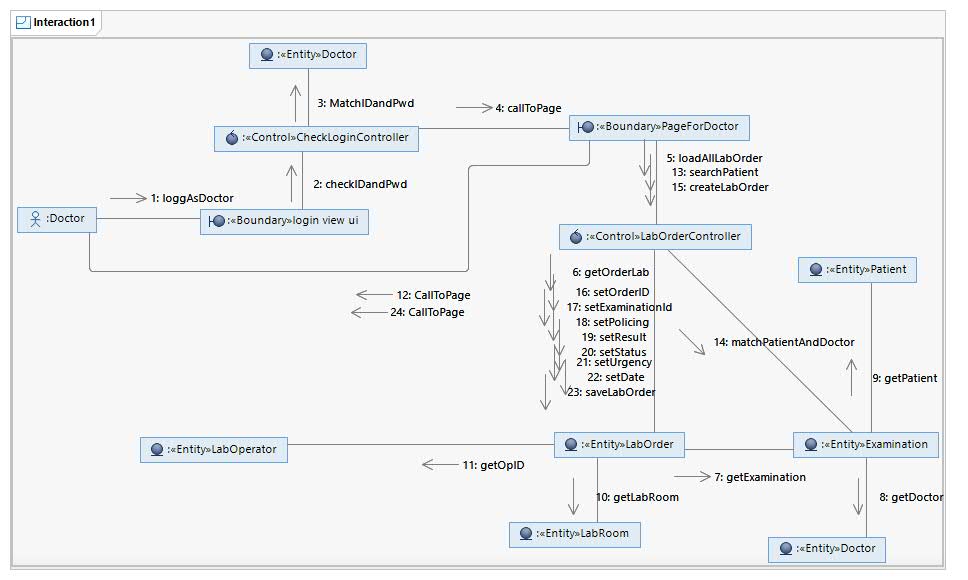 Interaction1
:«Entity»Doctor
3: MatchIDandPwd
4: callToPage
:«Control»CheckLoginController
:«Boundary»PageForDoctor
5: loadAllLabOrder
13: searchPatient
15: createLabOrder
2: checkIDandPwd
1: loggAsDoctor
:Doctor
:«Boundary»login view ui
:«Control»LabOrderController
:«Entity»Patient
6: getOrderLab
12: CallToPage
24: CallToPage
16: setOrderID
17: setExaminationId
18: setPolicing
19: setResult
20: setStatus
21: setUrgency
22: setDate
23: saveLabOrder
14: matchPatientAndDoctor
9: getPatient
:«Entity»LabOperator
:«Entity»LabOrder
:«Entity»Examination
11: getOpID
7: getExamination
10: getLabRoom
8: getDoctor
:«Entity»LabRoom
:«Entity»Doctor